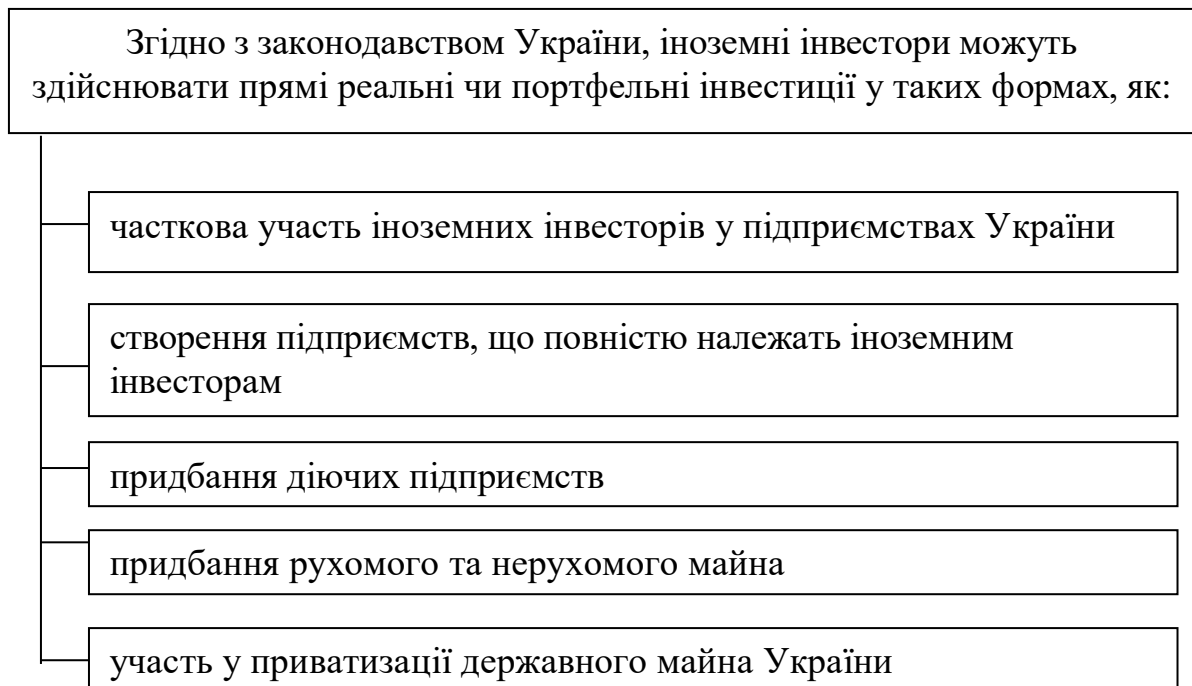 Згідно з законодавством України, іноземні інвестори можуть
здійснювати прямі реальні чи портфельні інвестиції у таких формах, як:
часткова участь іноземних інвесторів у підприємствах України
створення підприємств, що повністю належать іноземним
інвесторам
придбання діючих підприємств
придбання рухомого та нерухомого майна
участь у приватизації державного майна України